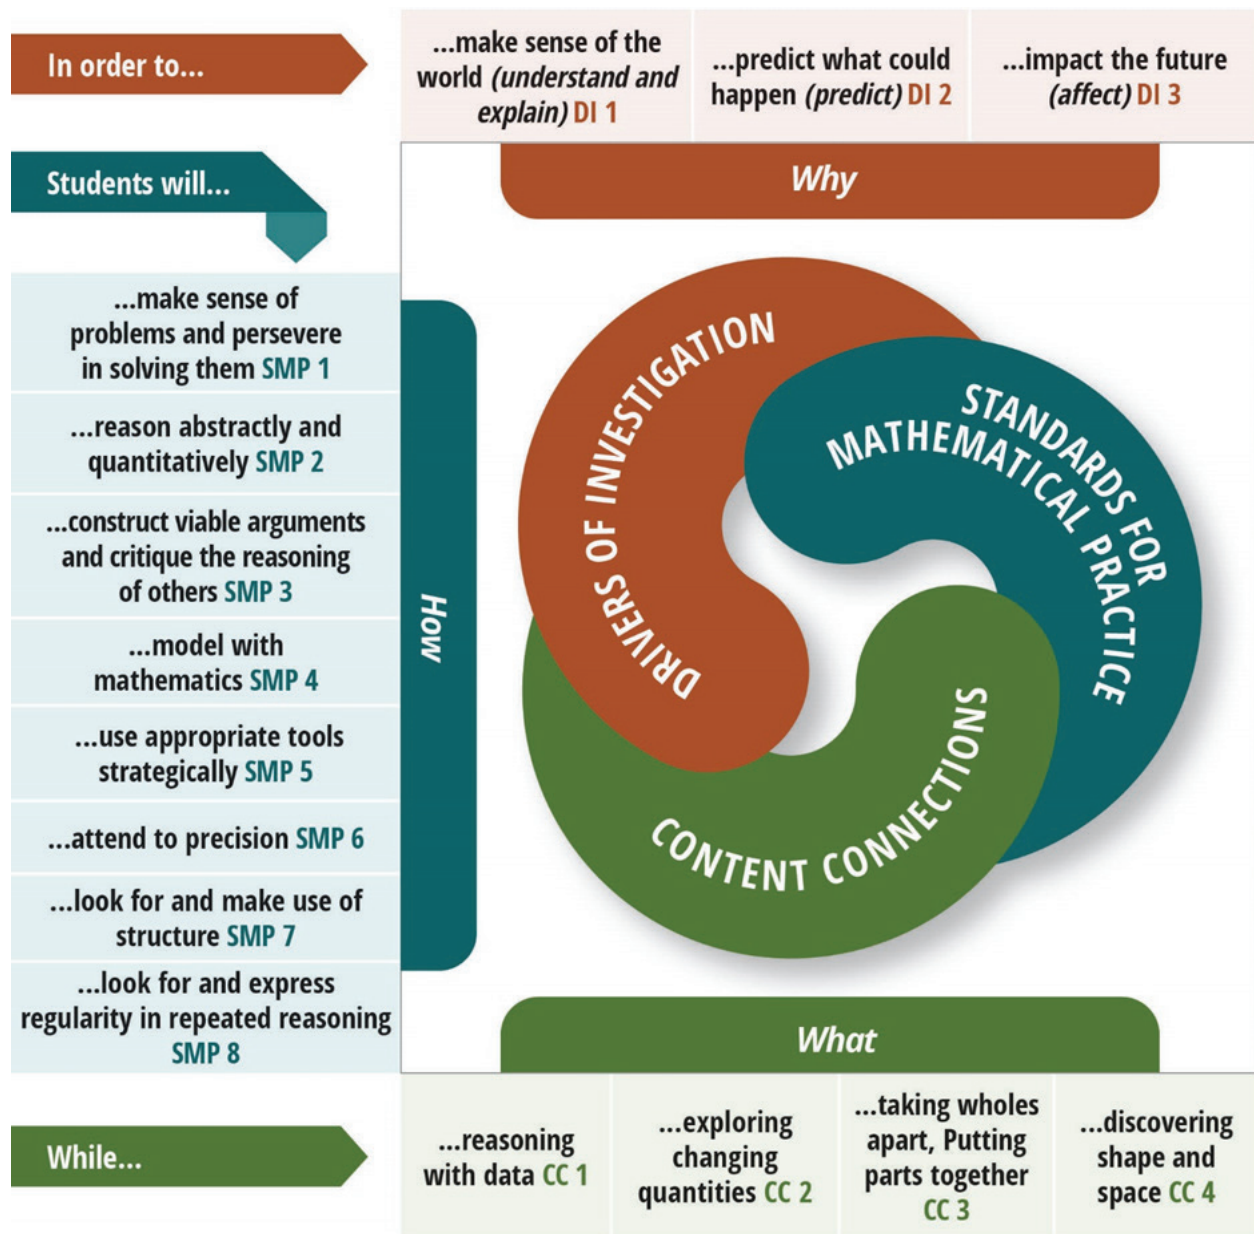 In order to...
...make sense of the
world (understand and
explain) DI 1
...predict what could
happen (predict) DI 2
...impact the future
(affect) DI 3
Students will...
Why
...make sense of
problems and persevere
in solving them SMP 1
...reason abstractly and
quantitatively SMP 2
...construct viable arguments
and critique the reasoning
of others SMP 3
...model with
mathematics SMP 4
...use appropriate tools
strategically SMP 5
...attend to precision SMP 6
...look for and make use of
structure SMP 7
...look for and express
regularity in repeated reasoning
SMP 8
How
DRIVERS OF INVESTIGATION
STANDARDS FOR
MATHEMATICAL PRACTICE
CONTENT CONNECTIONS
What
While...
...reasoning
with data CC 1
...exploring
changing
quantities CC 2
...taking wholes
apart, Putting
parts together
CC 3
...discovering
shape and
space CC 4